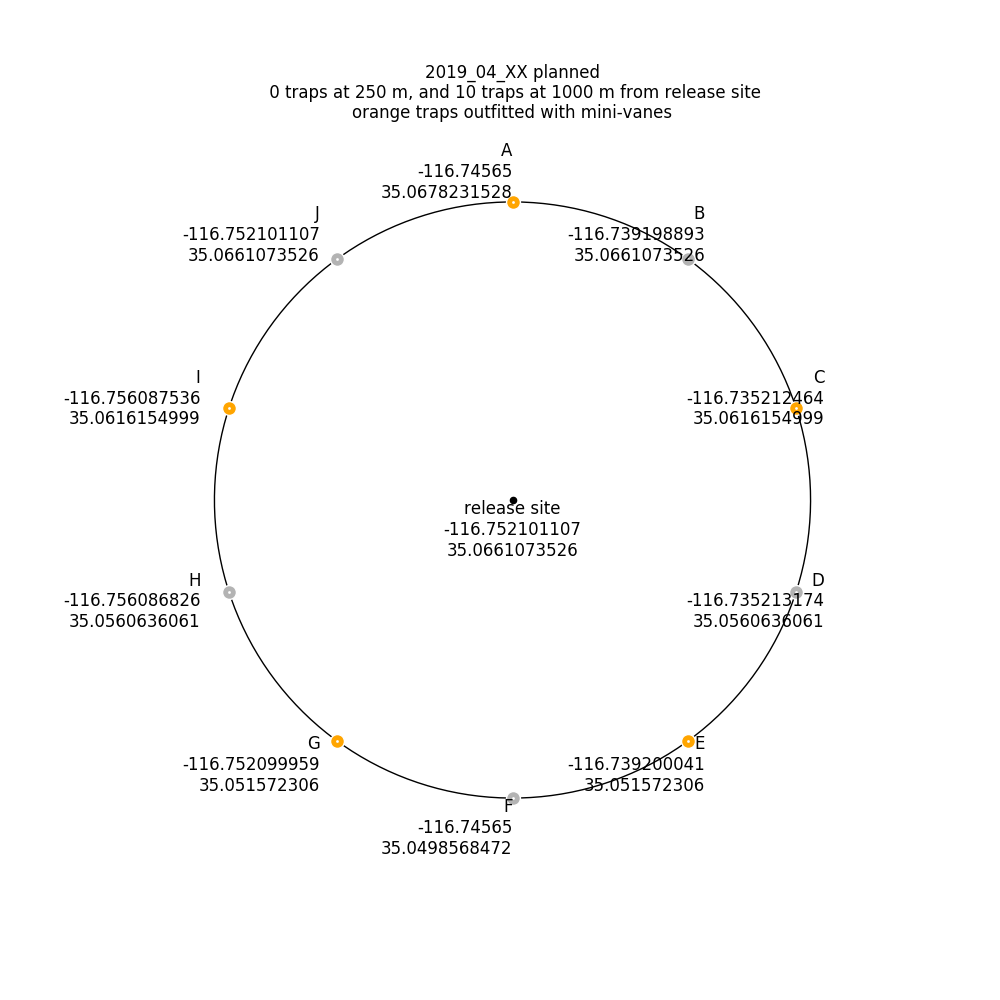 2019_04_XX planned
0 traps at 250 m, and 10 traps at 1000 m from release site
orange traps outfitted with mini-vanes
A
-116.74565
35.0678231528
J
-116.752101107
35.0661073526
B
-116.739198893
35.0661073526
I
-116.756087536
35.0616154999
C
-116.735212464
35.0616154999
release site
-116.752101107
35.0661073526
H
-116.756086826
35.0560636061
D
-116.735213174
35.0560636061
G
-116.752099959
35.051572306
E
-116.739200041
35.051572306
F
-116.74565
35.0498568472